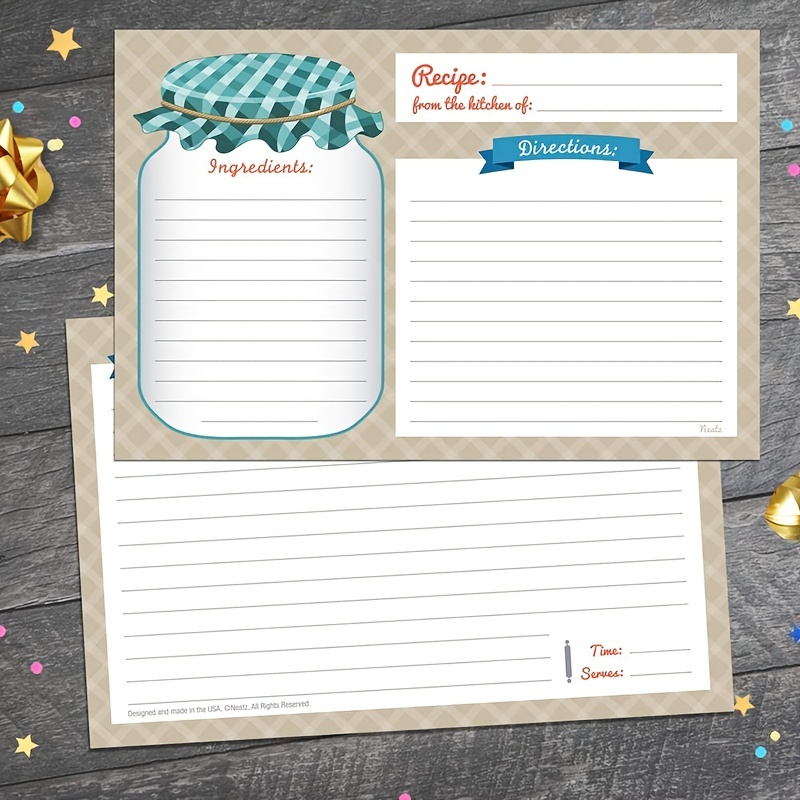 Recipe:
from the kitchen of:
Ingredients:
Directions:
Neatz
Time:
Serves:
Designed and made in the USA, ©Neatz, All Rights Reserved.